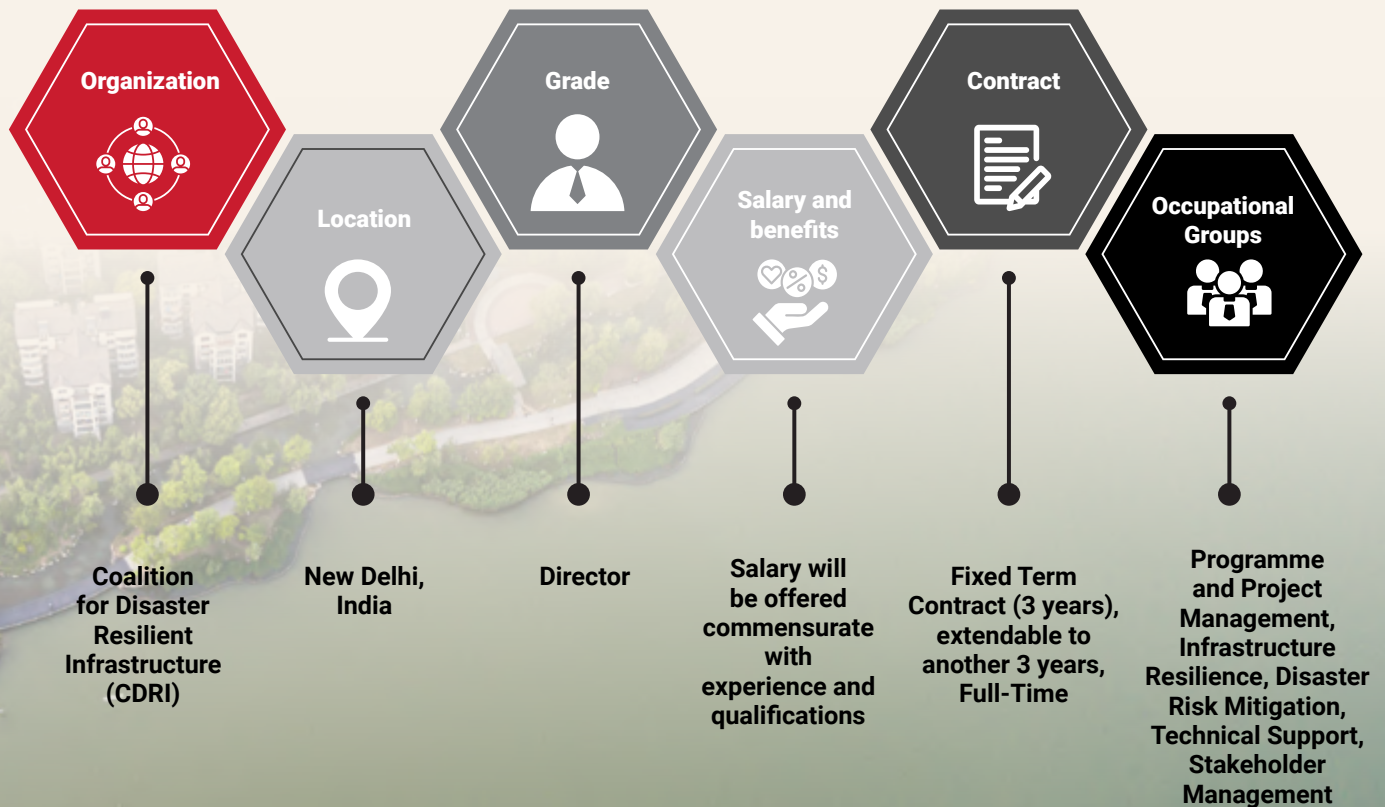 Organization
Location
Grade
Salary and
benefits
Contract
Occupational
Groups
Coalition
for Disaster
Resilient
Infrastructure
(CDRI)
New Delhi,
India
Director
Salary will
be offered
commensurate
with
experience and
qualifications
Fixed Term
Contract (3 years),
extendable to
another 3 years,
Full-Time
Programme
and Project
Management,
Infrastructure
Resilience, Disaster
Risk Mitigation,
Technical Support,
Stakeholder
Management